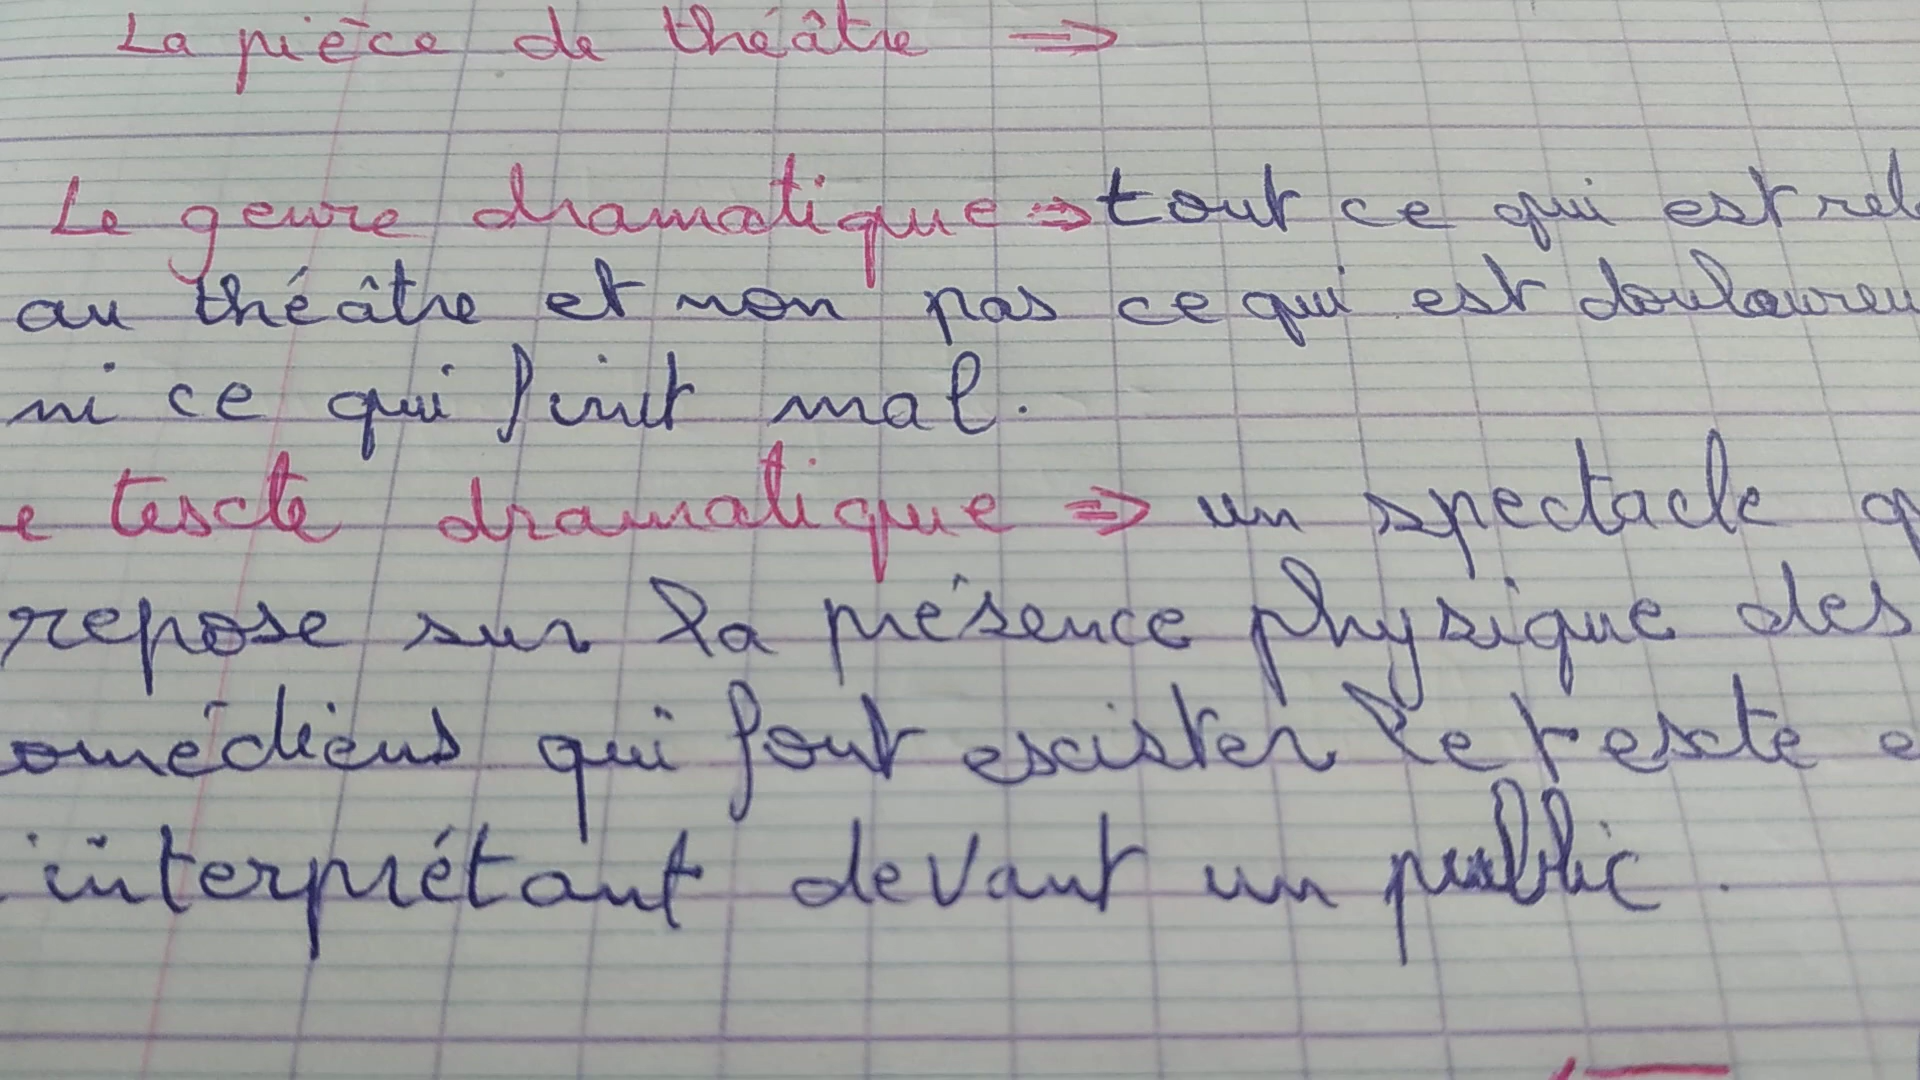 La pièce de théâtre ⇒
Le genre dramatique ⇒ tout ce qui est rel
au théâtre et non pas ce qui est douloureu
ni ce qui finit mal.
e texte dramatique ⇒ un spectacle q
repose sur la présence physique des
omédiens qui font exister le texte e
interprétant devant un public.